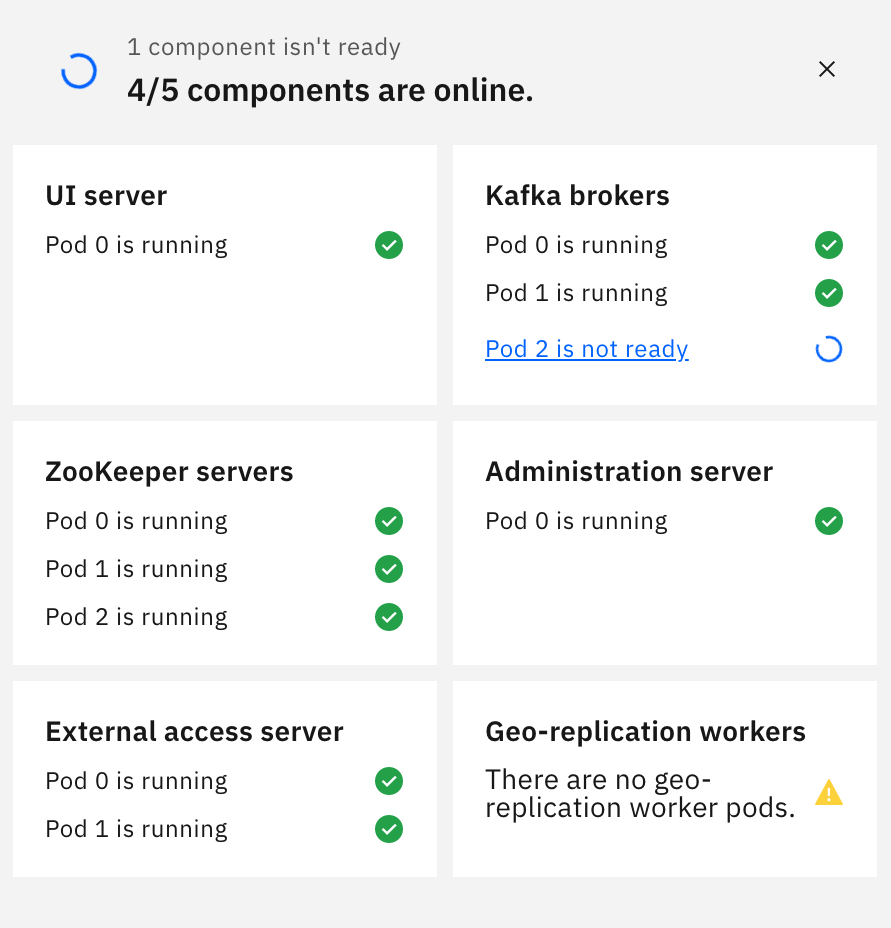 1 component isn't ready
4/5 components are online.
UI server
Pod 0 is running
Kafka brokers
Pod 0 is running
Pod 1 is running
Pod 2 is not ready
ZooKeeper servers
Pod 0 is running
Pod 1 is running
Pod 2 is running
Administration server
Pod 0 is running
External access server
Pod 0 is running
Pod 1 is running
Geo-replication workers
There are no geo-
replication worker pods.